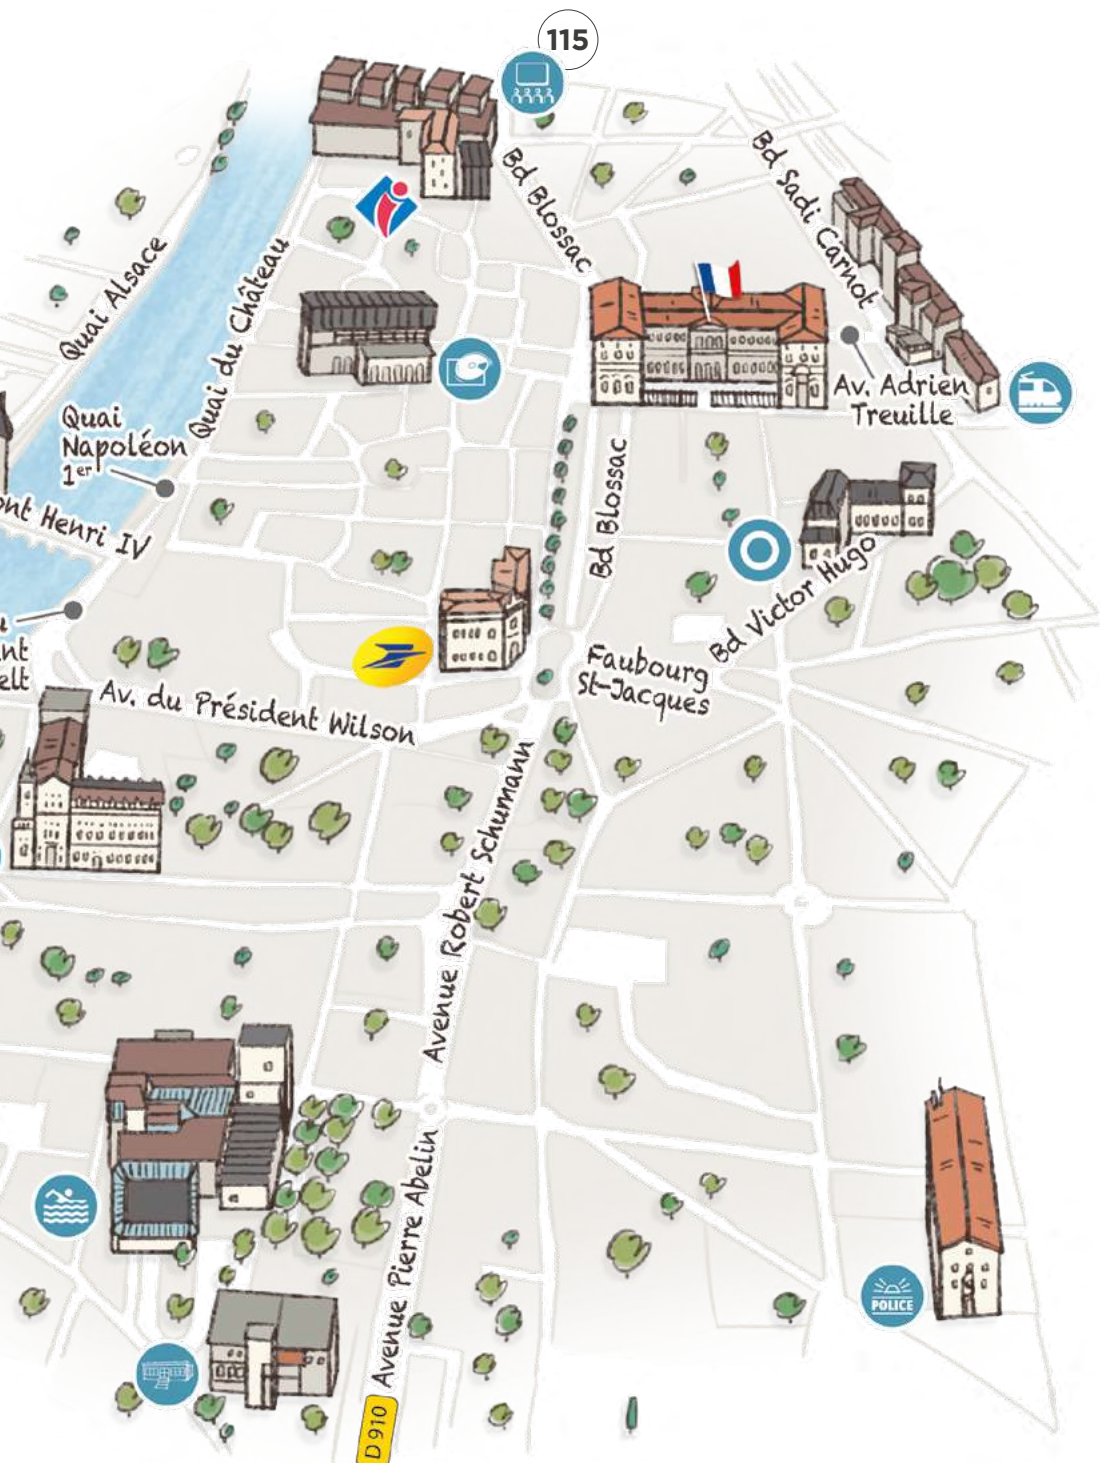 115
Bd Blossac
Bd Sadi Carnot
Quai Alsace
Quai du Château
Quai
Napoléon
1er
Av. Adrien
Treuille
Henri IV
Bd Blossac
Bd Victor Hugo
Faubourg
St-Jacques
Av. du Président Wilson
Avenue Robert Schumann
Avenue Pierre Abelin
POLICE
D 910